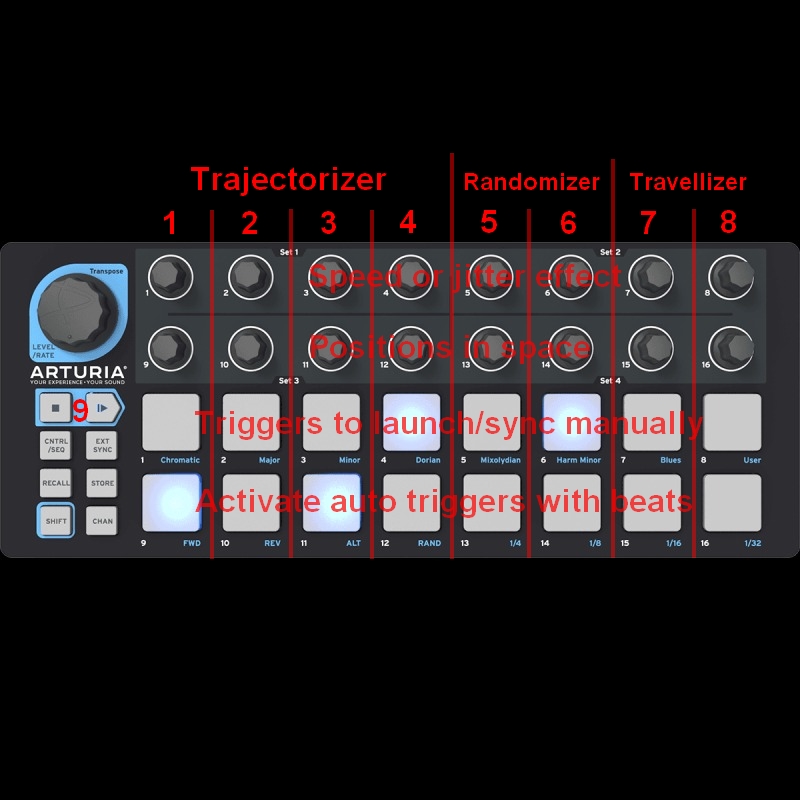 Trajectorizer Randomizer Travellizer
1 2 3 4 5 6 7 8
Set 1 Set 2
Transpose
Speed or jitter effect
1 2 3 4 5 6 7 8
LEVEL
/RATE
Positions in space
9 10 11 12 13 14 15 16
ARTURIA®
YOUR EXPERIENCE • YOUR SOUND
Set 3 Set 4
9
Triggers to launch/sync manually
CNTRL
/SEQ
EXT
SYNC
1 Chromatic 2 Major 3 Minor 4 Dorian 5 Mixolydian 6 Harm Minor 7 Blues 8 User
RECALL STORE
Activate auto triggers with beats
SHIFT CHAN
9 FWD 10 REV 11 ALT 12 RAND 13 1/4 14 1/8 15 1/16 16 1/32